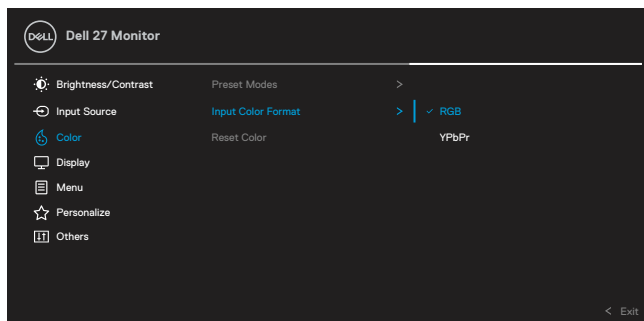 DELL Dell 27 Monitor
Brightness/Contrast Preset Modes >
Input Source Input Color Format > ✓ RGB
Color Reset Color YPbPr
Display
Menu
Personalize
Others
< Exit